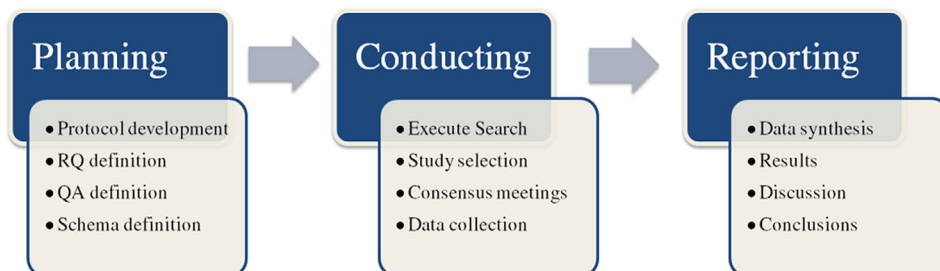 Planning
• Protocol development
• RQ definition
• QA definition
• Schema definition
Conducting
• Execute Search
• Study selection
• Consensus meetings
• Data collection
Reporting
• Data synthesis
• Results
• Discussion
• Conclusions